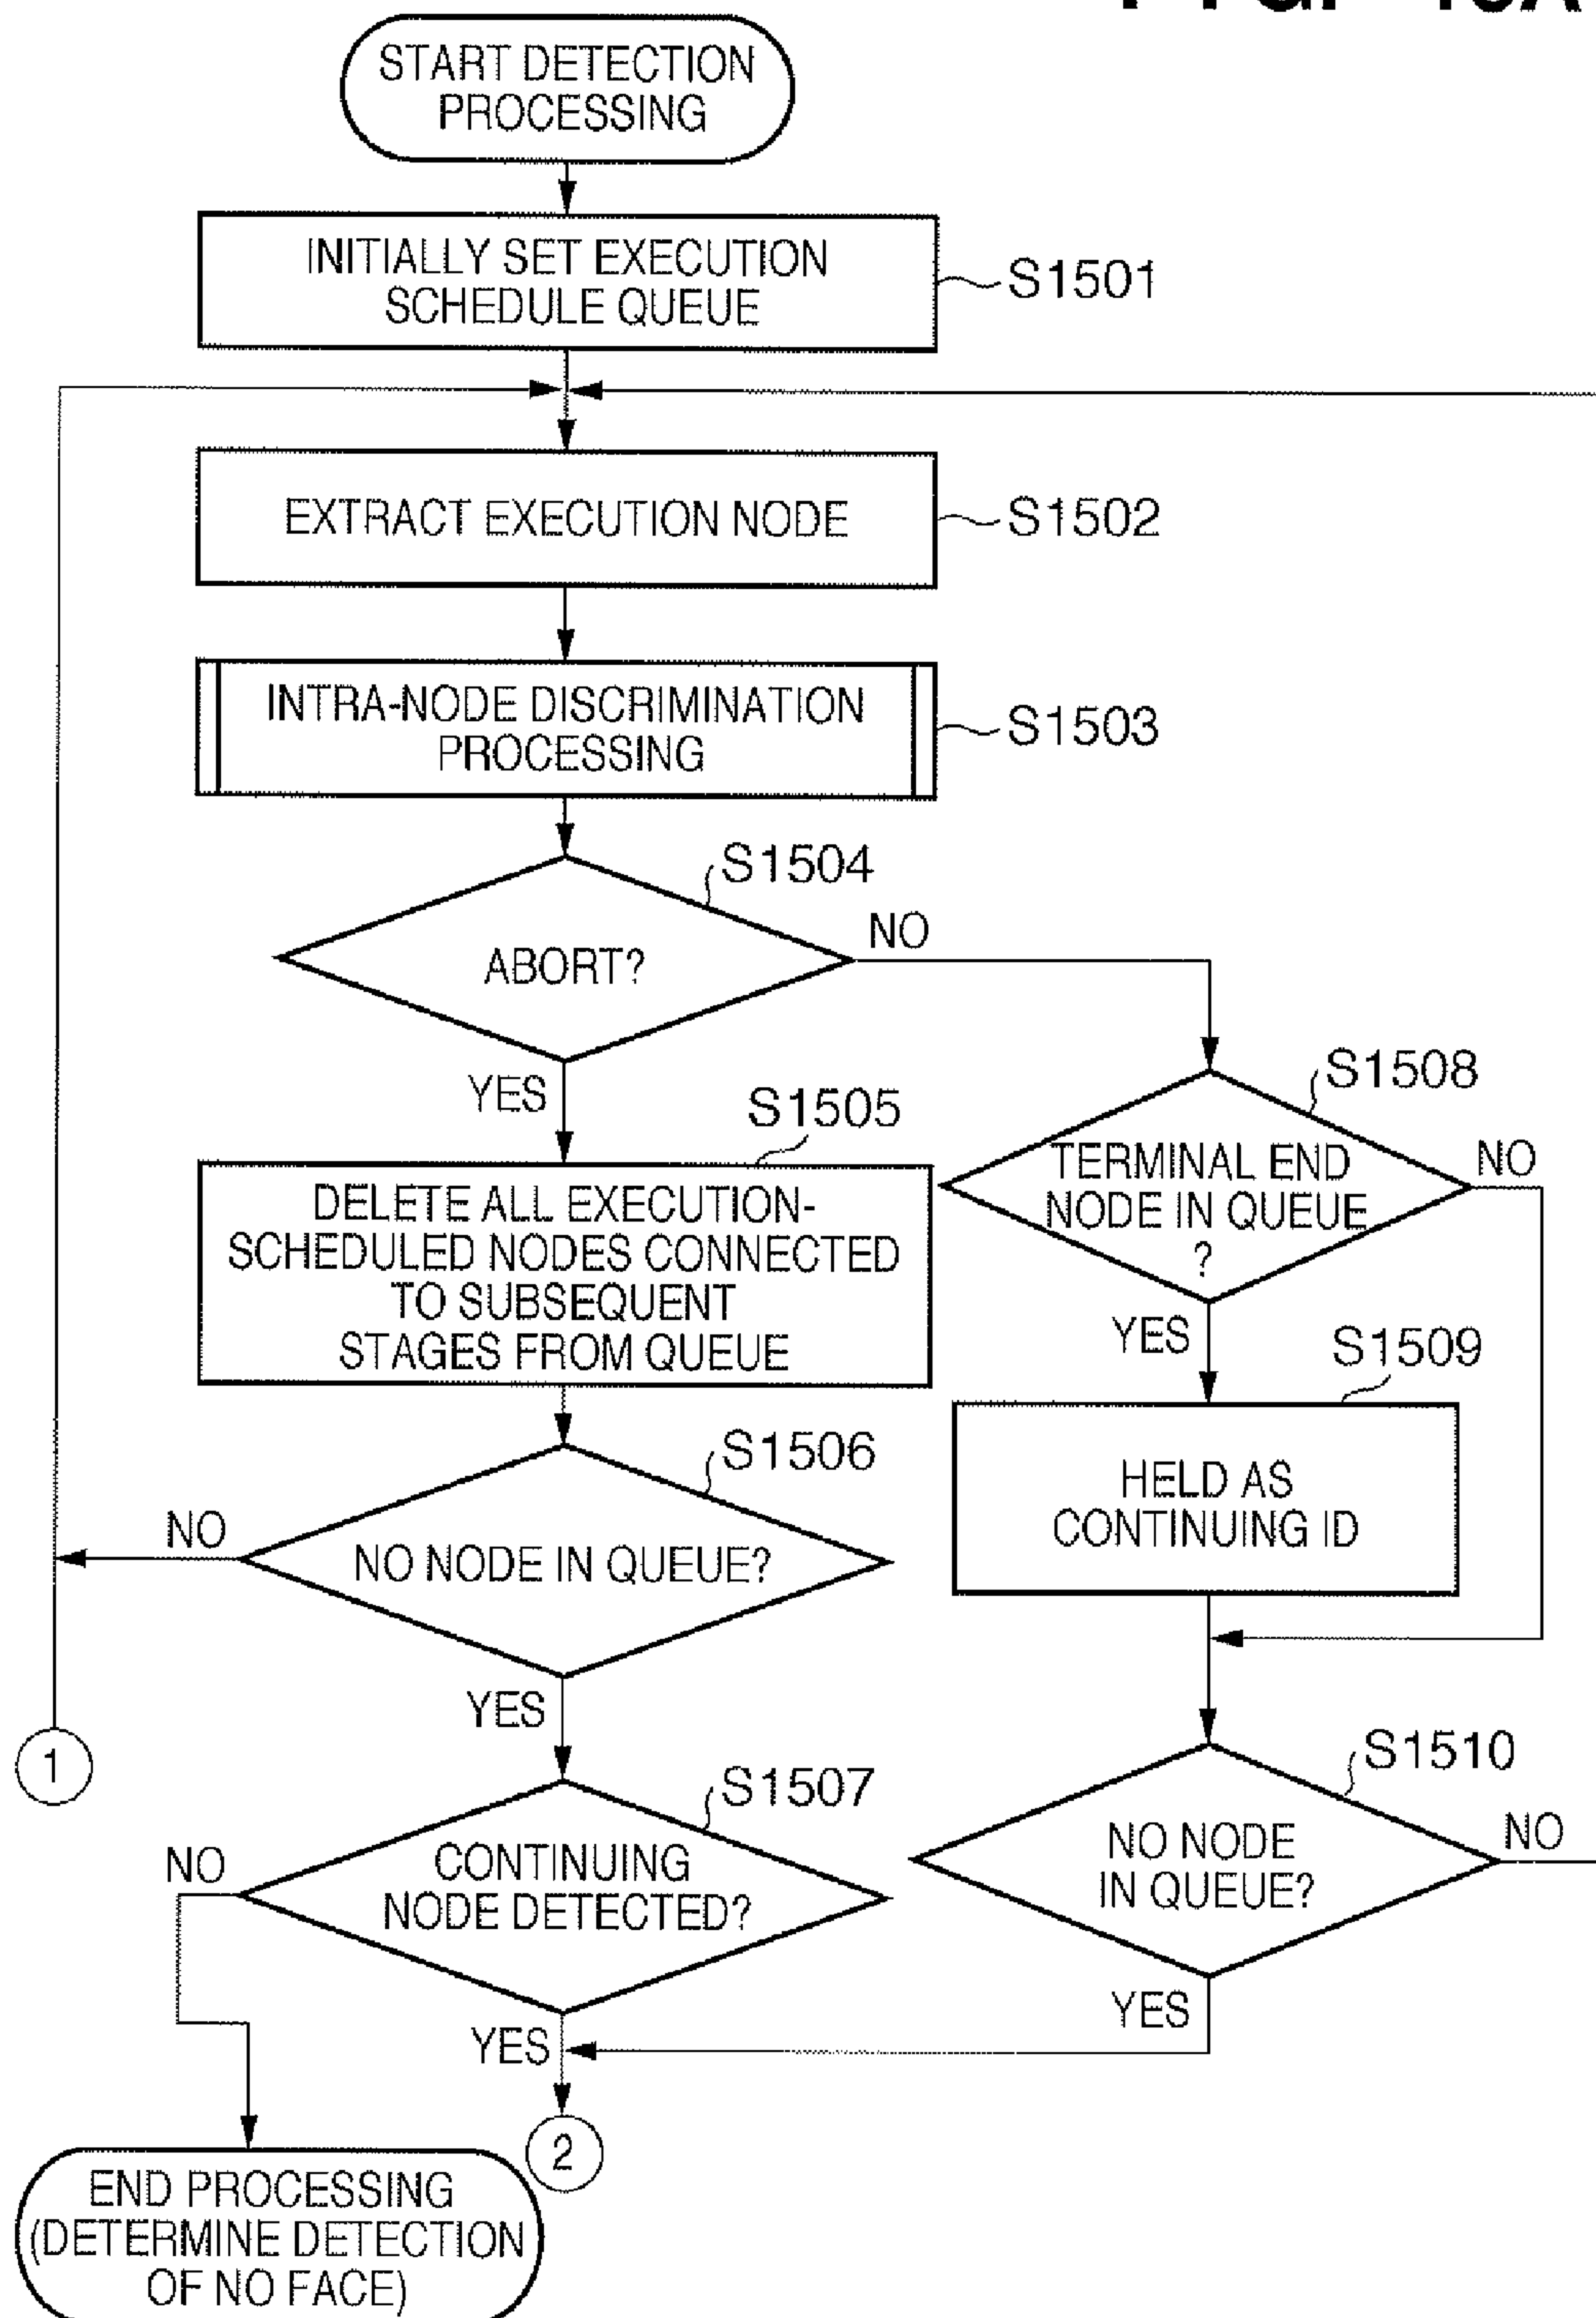 START DETECTION
PROCESSING
INITIALLY SET EXECUTION
SCHEDULE QUEUE
S1501
EXTRACT EXECUTION NODE
S1502
INTRA-NODE DISCRIMINATION
PROCESSING
S1503
S1504
ABORT?
NO
YES
S1505
DELETE ALL EXECUTION-
SCHEDULED NODES CONNECTED
TO SUBSEQUENT
STAGES FROM QUEUE
S1508
TERMINAL END
NODE IN QUEUE
?
NO
YES
S1509
HELD AS
CONTINUING ID
S1506
NO NODE IN QUEUE?
NO
YES
1
S1507
CONTINUING
NODE DETECTED?
NO
YES
S1510
NO NODE
IN QUEUE?
NO
YES
2
END PROCESSING
(DETERMINE DETECTION
OF NO FACE)